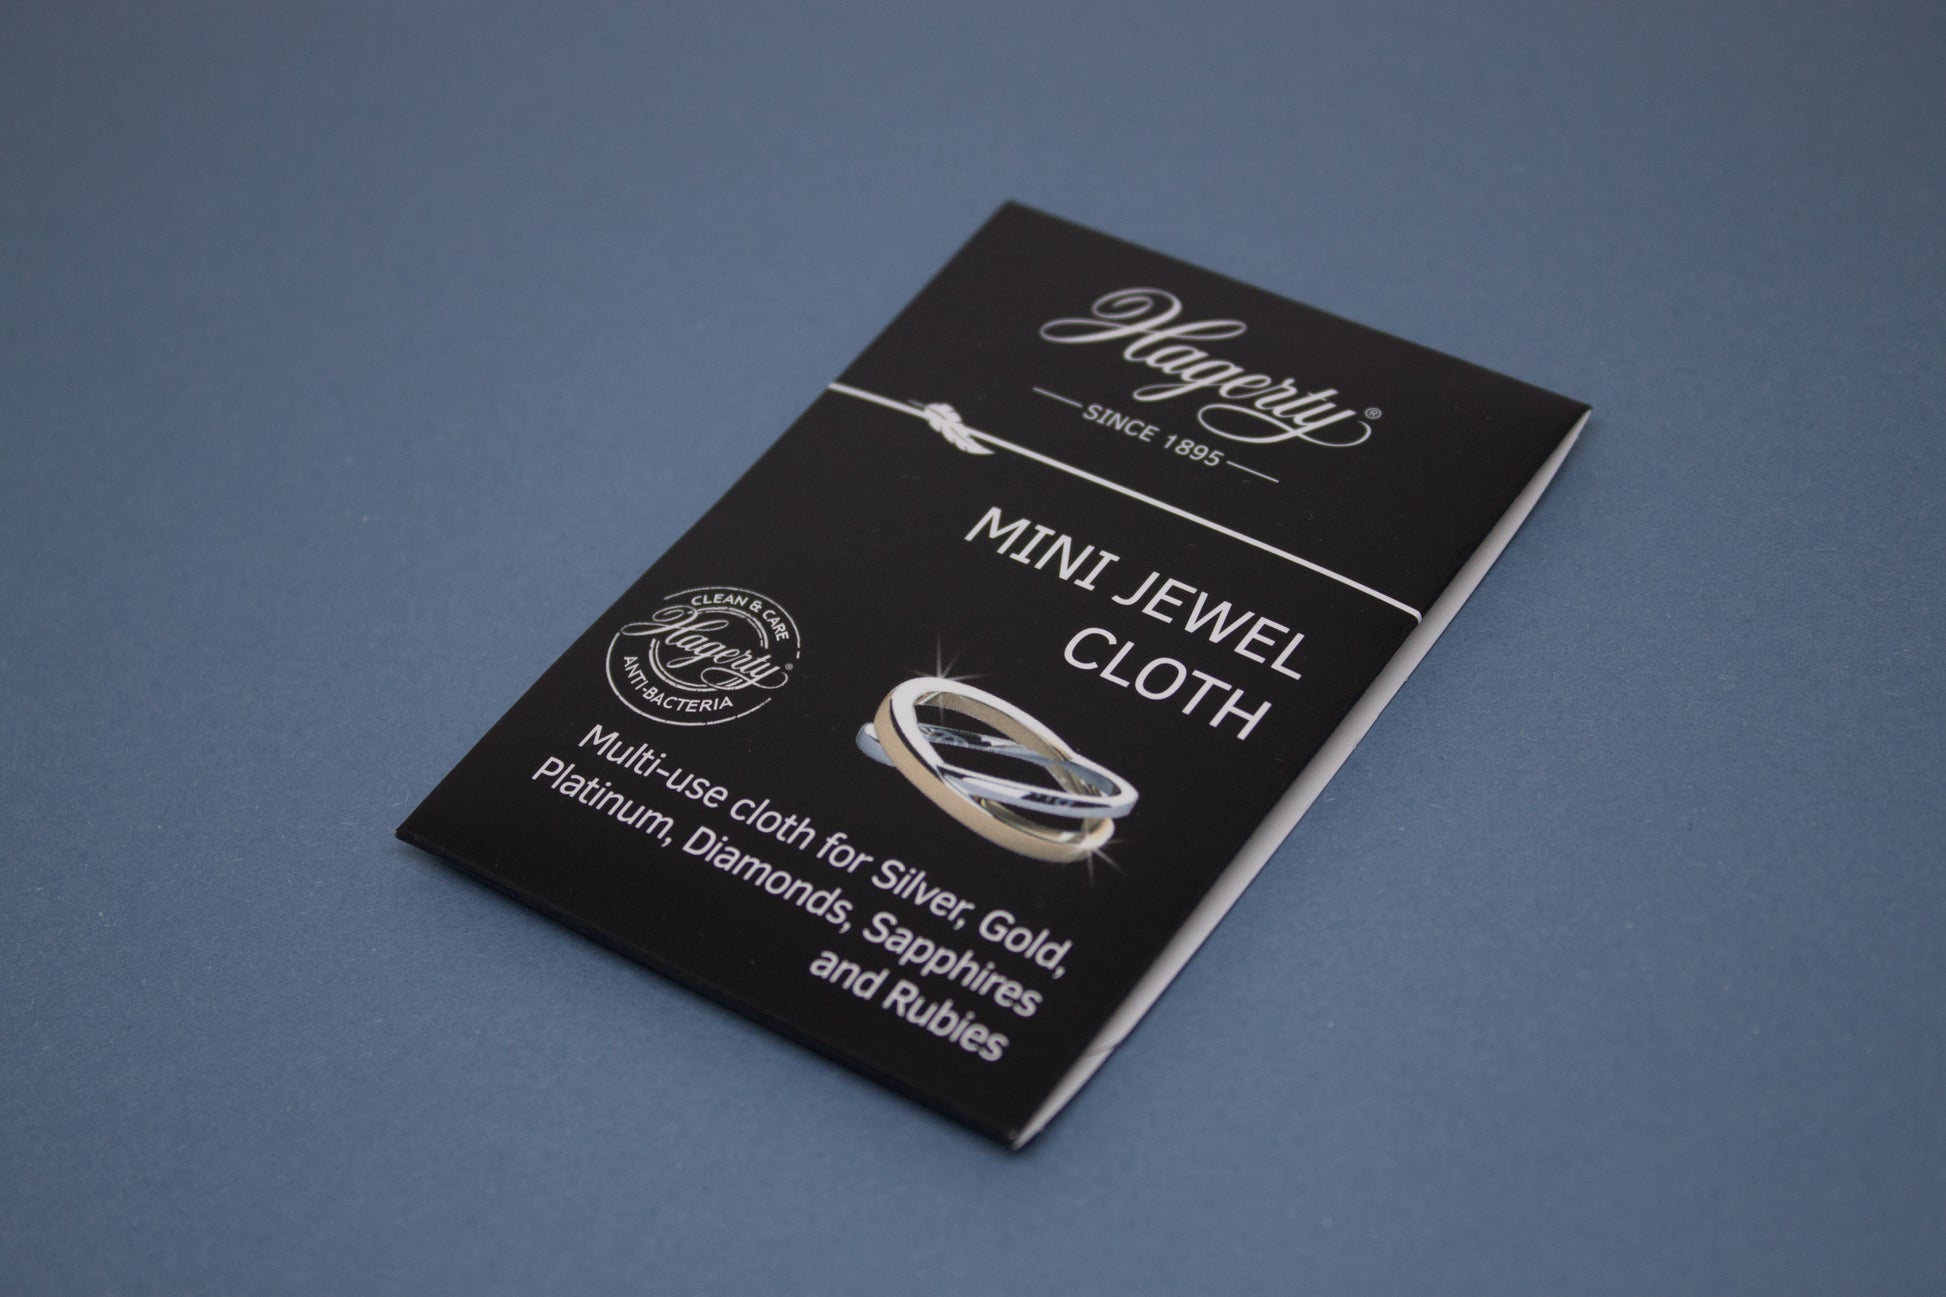 Hagerty®
SINCE 1895
MINI JEWEL
CLOTH
CLEAN & CARE
Hagerty®
ANTI-BACTERIA
Multi-use cloth for Silver, Gold,
Platinum, Diamonds, Sapphires
and Rubies